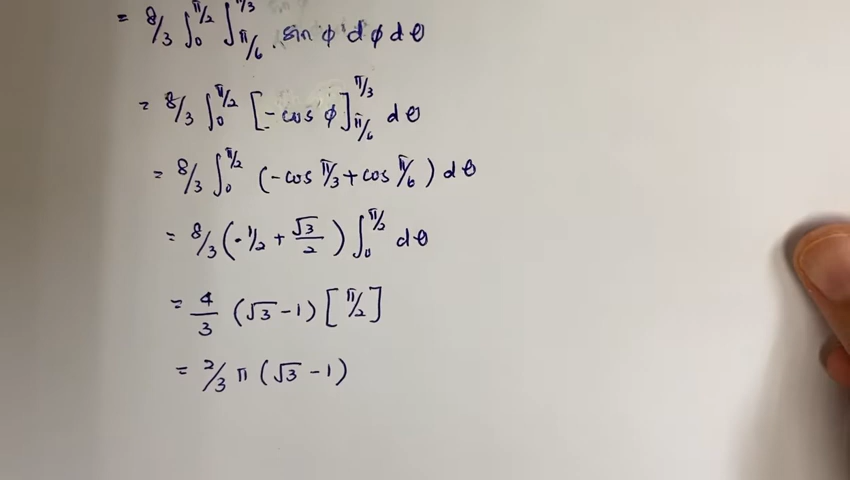 = 8/3 ∫₀^{π/2} ∫_{π/6}^{π/3} sin φ dφ dθ
= 8/3 ∫₀^{π/2} [-cos φ]_{π/6}^{π/3} dθ
= 8/3 ∫₀^{π/2} (-cos π/3 + cos π/6) dθ
= 8/3 (-1/2 + √3/2) ∫₀^{π/2} dθ
= 4/3 (√3 - 1) [π/2]
= 2/3 π (√3 - 1)